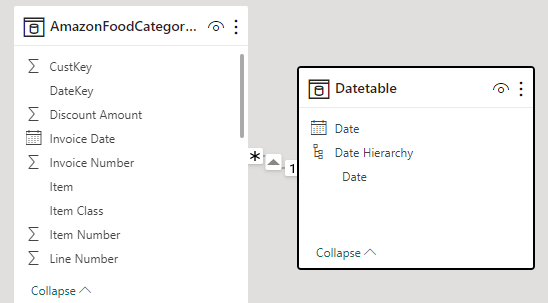 AmazonFoodCategor...
CustKey
DateKey
Discount Amount
Invoice Date
Invoice Number
Item
Item Class
Item Number
Line Number
Collapse
* 1
Datetable
Date
Date Hierarchy
Date
Collapse